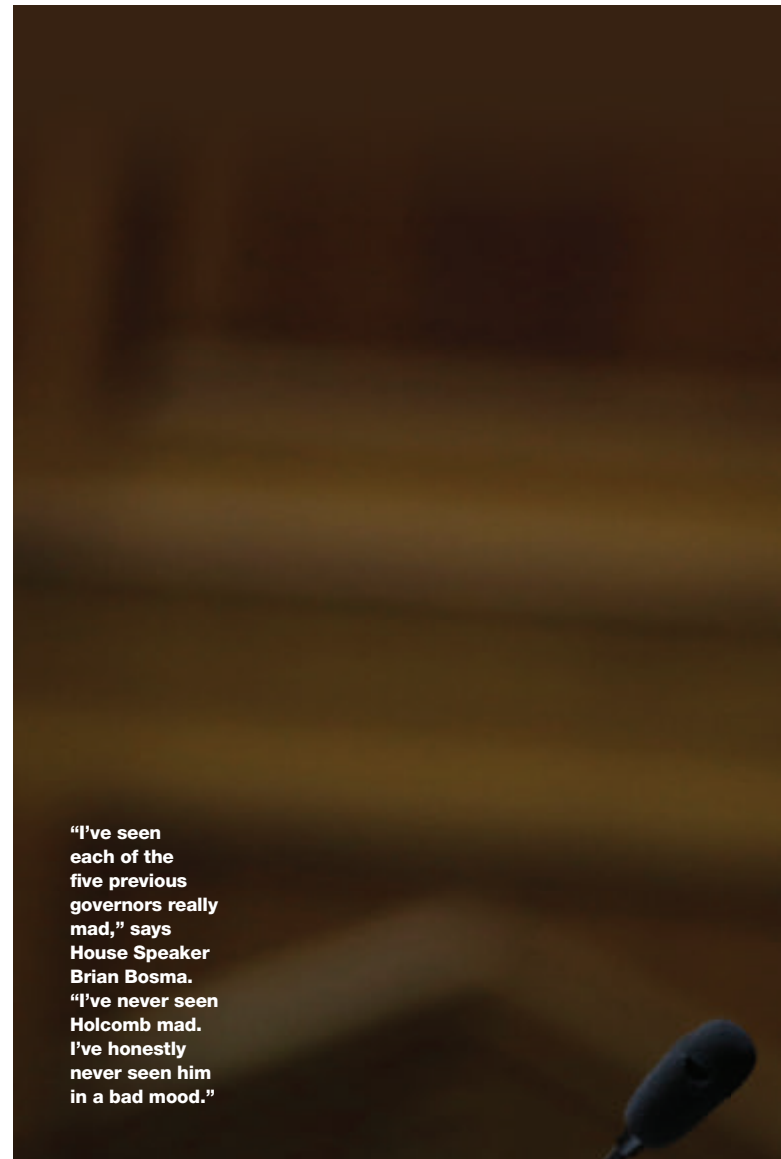 “I’ve seen
each of the
five previous
governors really
mad,” says
House Speaker
Brian Bosma.
“I’ve never seen
Holcomb mad.
I’ve honestly
never seen him
in a bad mood.”